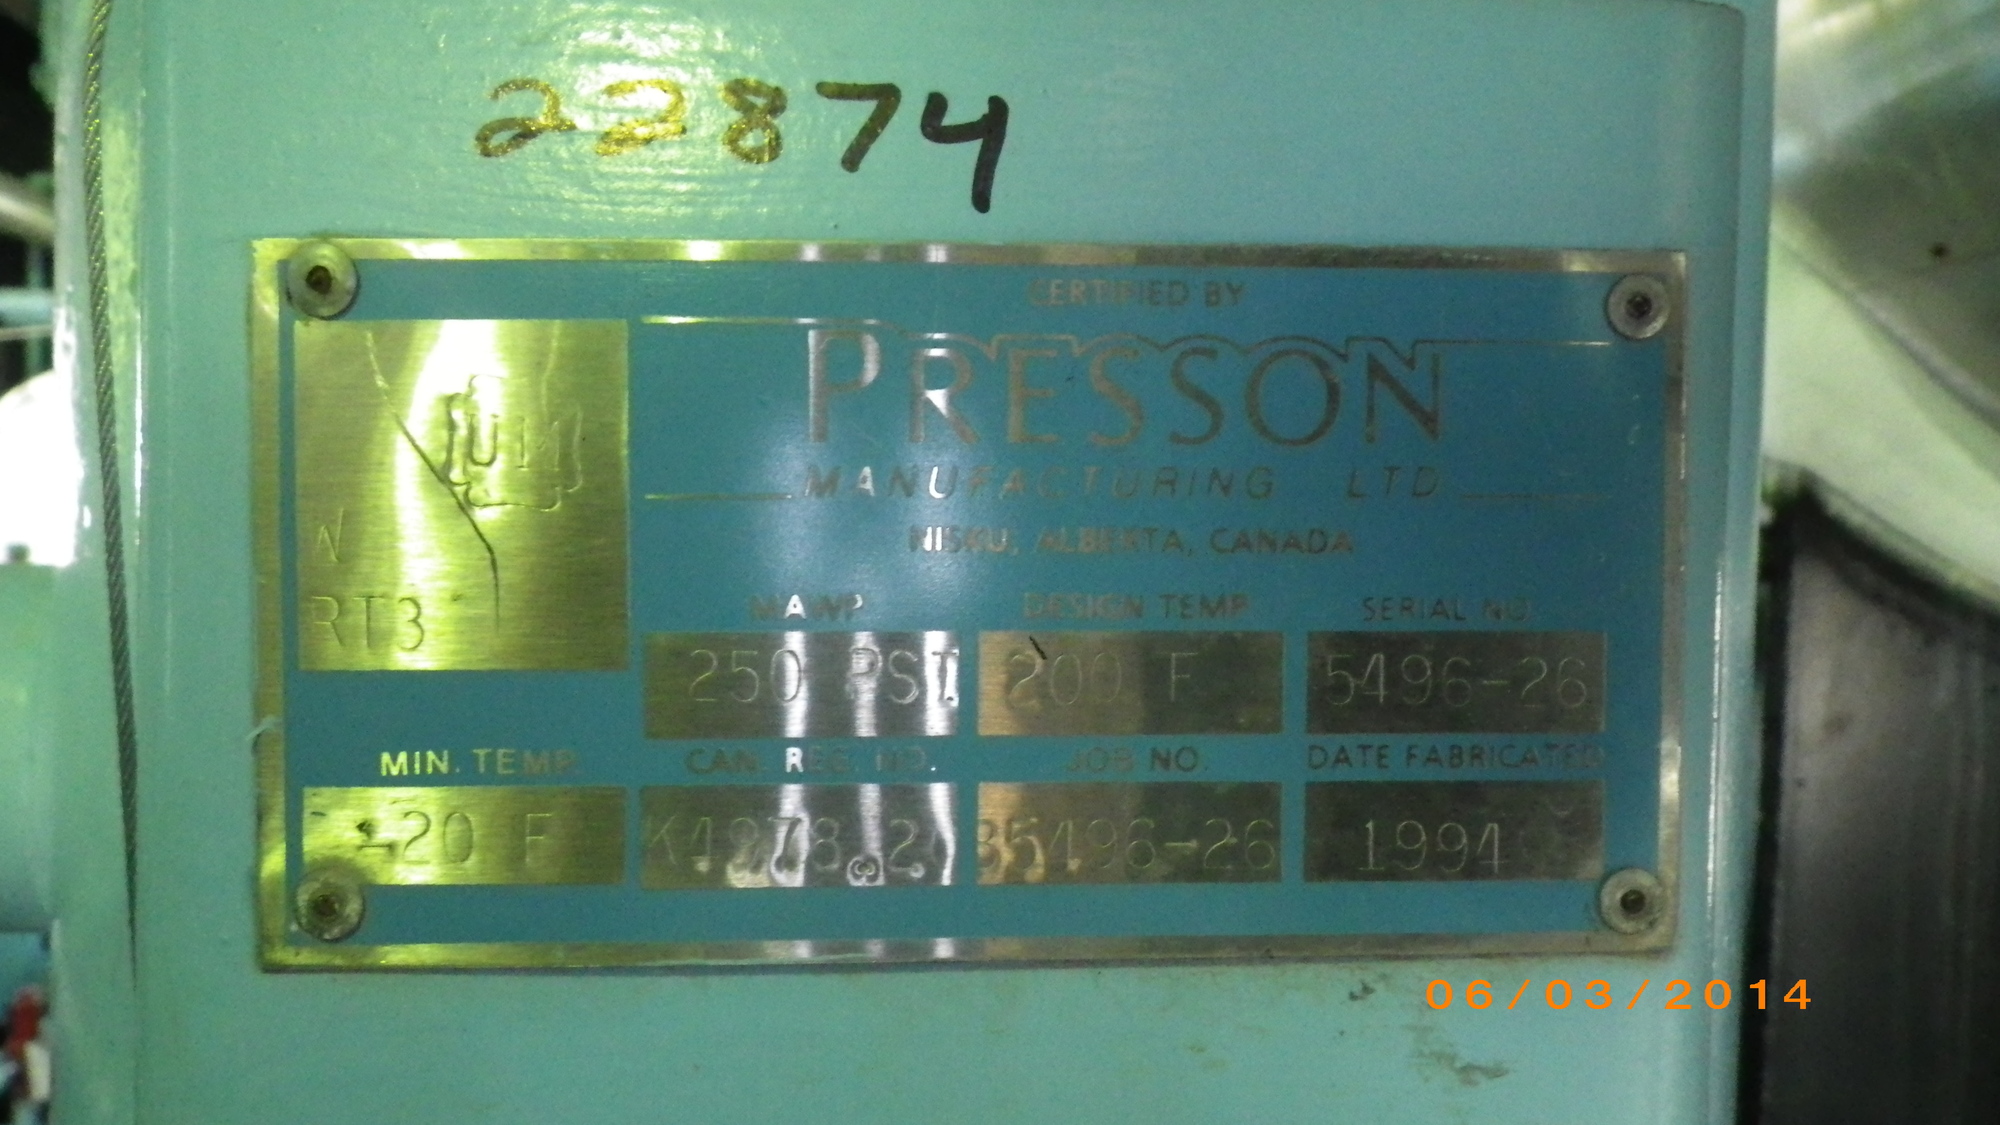 22874
CERTIFIED BY
PRESSON
MANUFACTURING LTD
NISKU, ALBERTA, CANADA
UM
W
RT3
MAWP DESIGN TEMP SERIAL NO.
250 PSI 200 F 5496-26
MIN. TEMP. CAN. REG. NO. JOB NO. DATE FABRICATED
-20 F 1994
06/03/2014